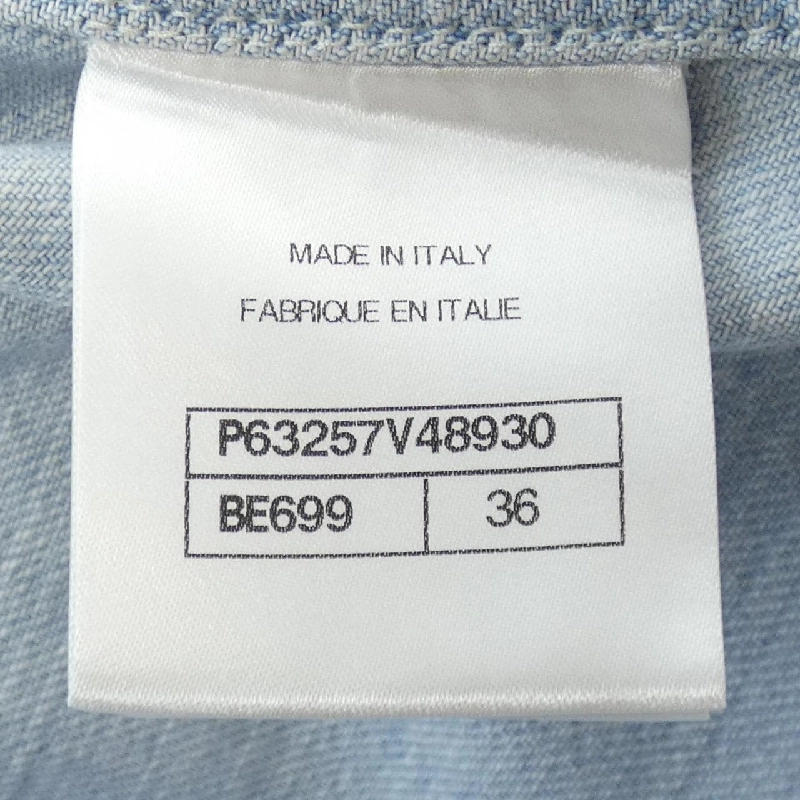 MADE IN ITALY
FABRIQUE EN ITALIE
P63257V48930
BE699 36